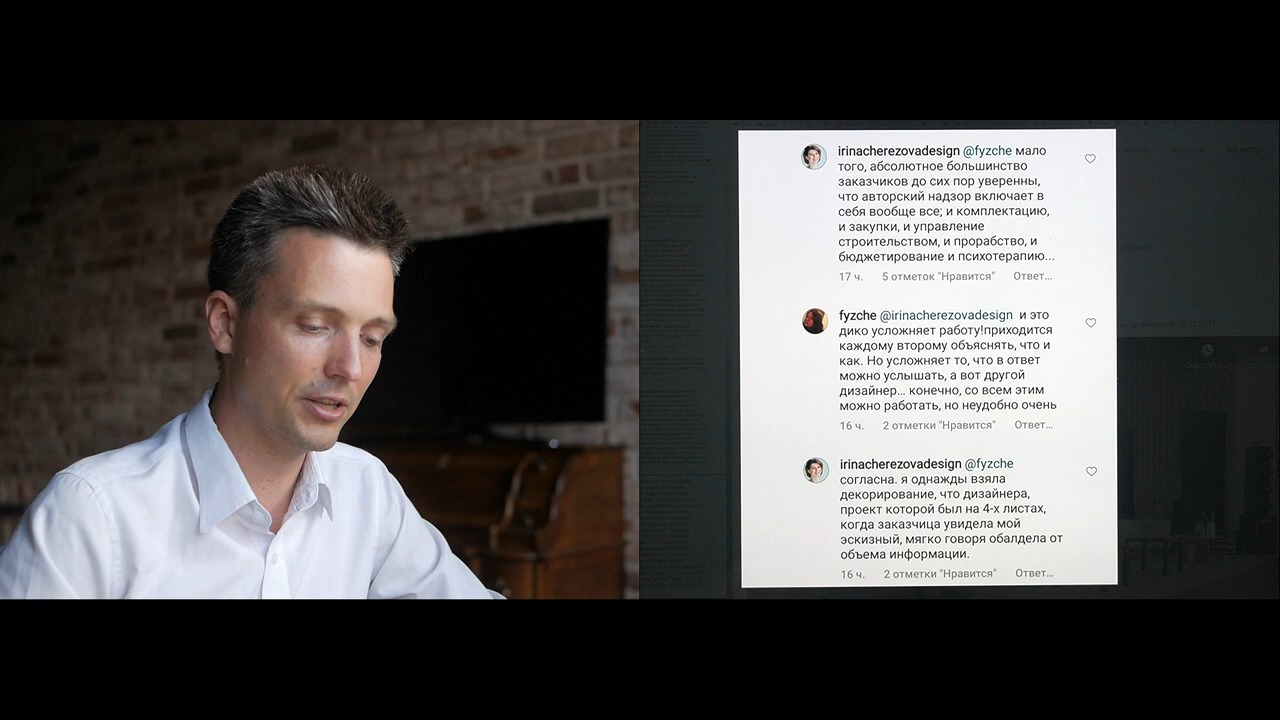 irinacherezovadesign @fyzche мало
того, абсолютное большинство
заказчиков до сих пор уверенны,
что авторский надзор включает в
себя вообще все; и комплектацию,
и закупки, и управление
строительством, и прорабство, и
бюджетирование и психотерапию...
17 ч. 5 отметок "Нравится" Ответ...
fyzche @irinacherezovadesign и это
дико усложняет работу!приходится
каждому второму объяснять, что и
как. Но усложняет то, что в ответ
можно услышать, а вот другой
дизайнер... конечно, со всем этим
можно работать, но неудобно очень
16 ч. 2 отметки "Нравится" Ответ...
irinacherezovadesign @fyzche
согласна. я однажды взяла
декорирование, что дизайнера,
проект которой был на 4-х листах,
когда заказчица увидела мой
эскизный, мягко говоря обалдела от
объема информации.
16 ч. 2 отметки "Нравится" Ответ...